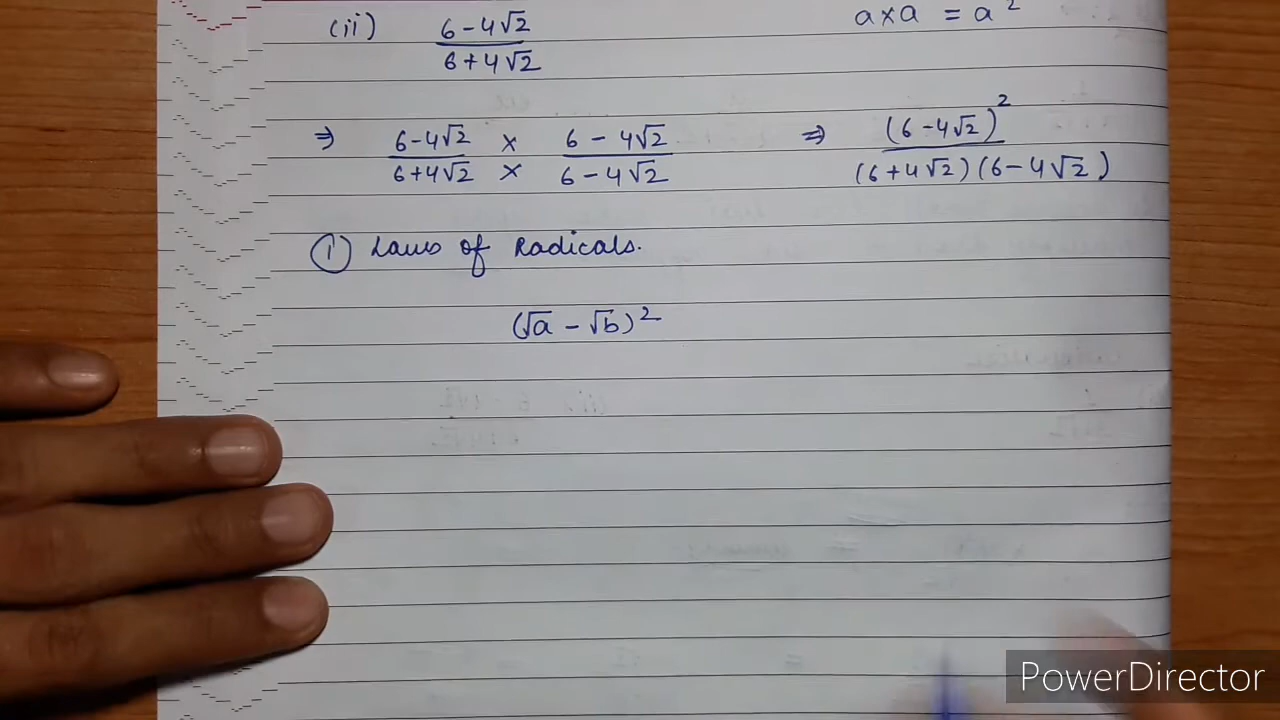 (ii) 6-4√2 / 6+4√2
a×a = a²
⇒ 6-4√2 / 6+4√2 × 6-4√2 / 6-4√2 ⇒ (6-4√2)² / (6+4√2)(6-4√2)
① Laws of Radicals.
(√a - √b)²
PowerDirector